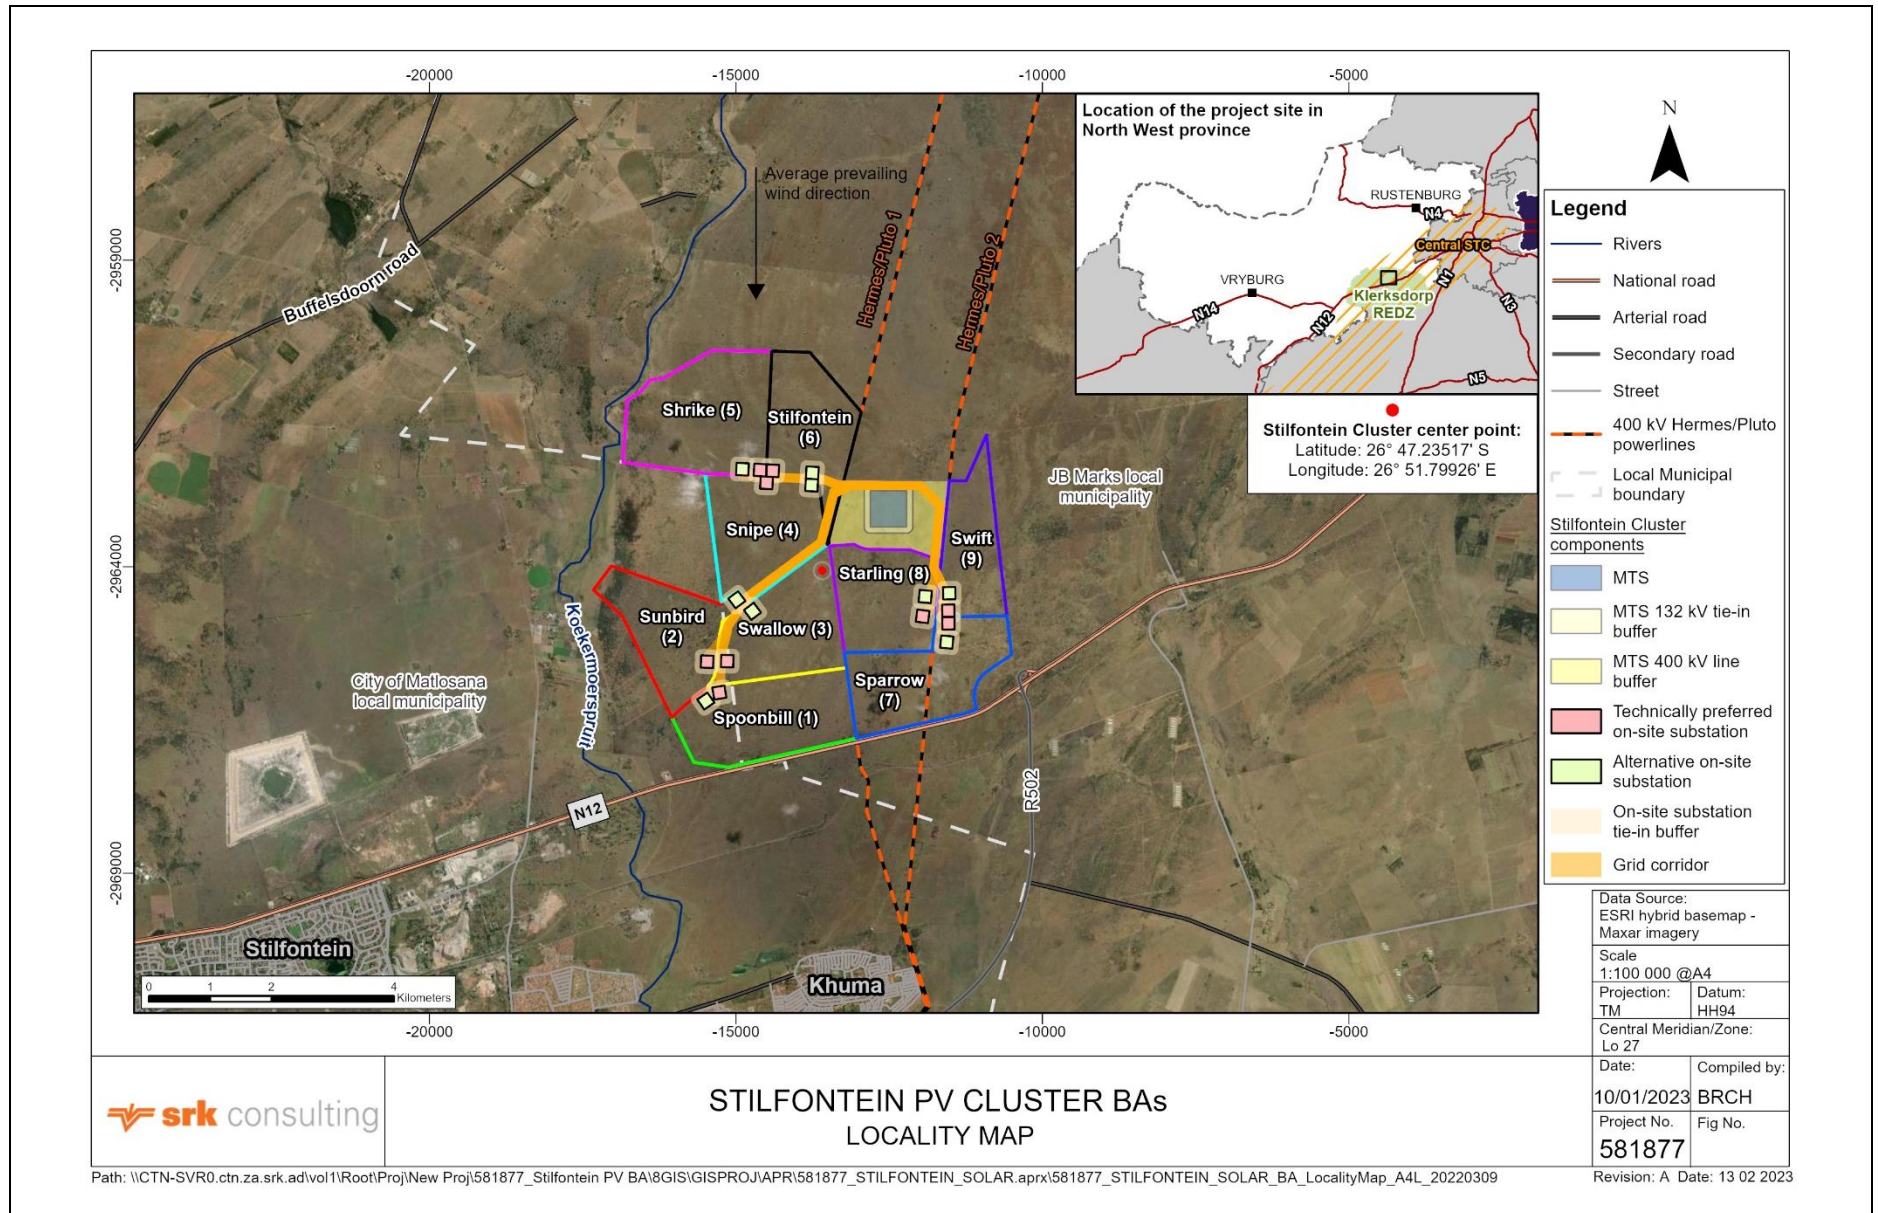 -20000
-15000
-10000
-5000
-2959000
-2964000
-2969000
Average prevailing
wind direction
Hermes/Pluto 1
Hermes/Pluto 2
Buffelsdoorn road
Shrike (5)
Stilfontein
(6)
Snipe (4)
Swift
(9)
Starling (8)
Sunbird
(2)
Swallow (3)
Sparrow
(7)
Spoonbill (1)
Koekermoerspruit
JB Marks local
municipality
City of Matlosana
local municipality
N12
R502
Stilfontein
Khuma
0
1
2
4
Kilometers
-20000
-15000
-10000
-5000
Location of the project site in
North West province
RUSTENBURG
N4
Central STC
VRYBURG
Klerksdorp
REDZ
N1
N3
N14
N12
N5
Stilfontein Cluster center point:
Latitude: 26° 47.23517' S
Longitude: 26° 51.79926' E
N
Legend
Rivers
National road
Arterial road
Secondary road
Street
400 kV Hermes/Pluto
powerlines
Local Municipal
boundary
Stilfontein Cluster
components
MTS
MTS 132 kV tie-in
buffer
MTS 400 kV line
buffer
Technically preferred
on-site substation
Alternative on-site
substation
On-site substation
tie-in buffer
Grid corridor
Data Source:
ESRI hybrid basemap -
Maxar imagery
Scale
1:100 000 @A4
Projection:
TM
Datum:
HH94
Central Meridian/Zone:
Lo 27
Date:
10/01/2023
Compiled by:
BRCH
Project No.
581877
Fig No.
srk consulting
STILFONTEIN PV CLUSTER BAs
LOCALITY MAP
Path: \\CTN-SVR0.ctn.za.srk.ad\vol1\Root\Proj\New Proj\581877_Stilfontein PV BA\8GIS\GISPROJ\APR\581877_STILFONTEIN_SOLAR.aprx\581877_STILFONTEIN_SOLAR_BA_LocalityMap_A4L_20220309
Revision: A Date: 13 02 2023